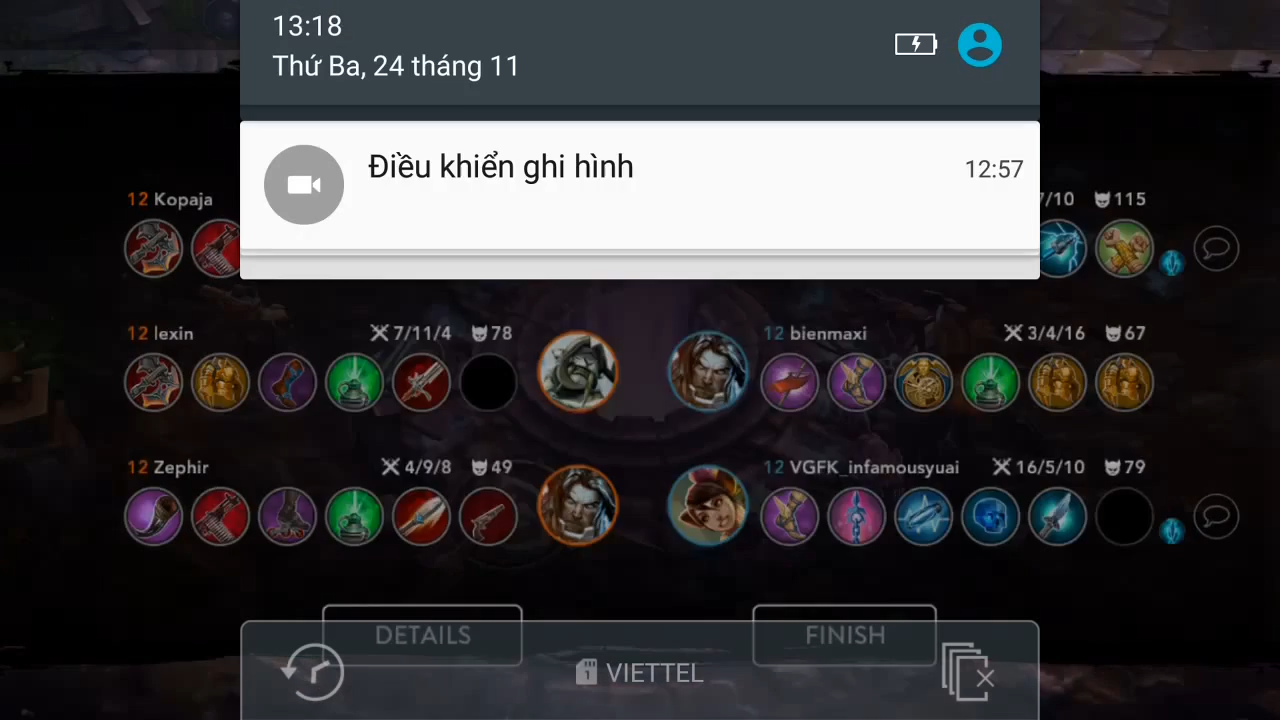 13:18
Thứ Ba, 24 tháng 11
Điều khiển ghi hình
12:57
12 Kopaja
7/10 115
12 lexin 7/11/4 78
12 bienmaxi 3/4/16 67
12 Zephir 4/9/8 49
12 VGFK_infamousyuai 16/5/10 79
DETAILS
FINISH
1 VIETTEL